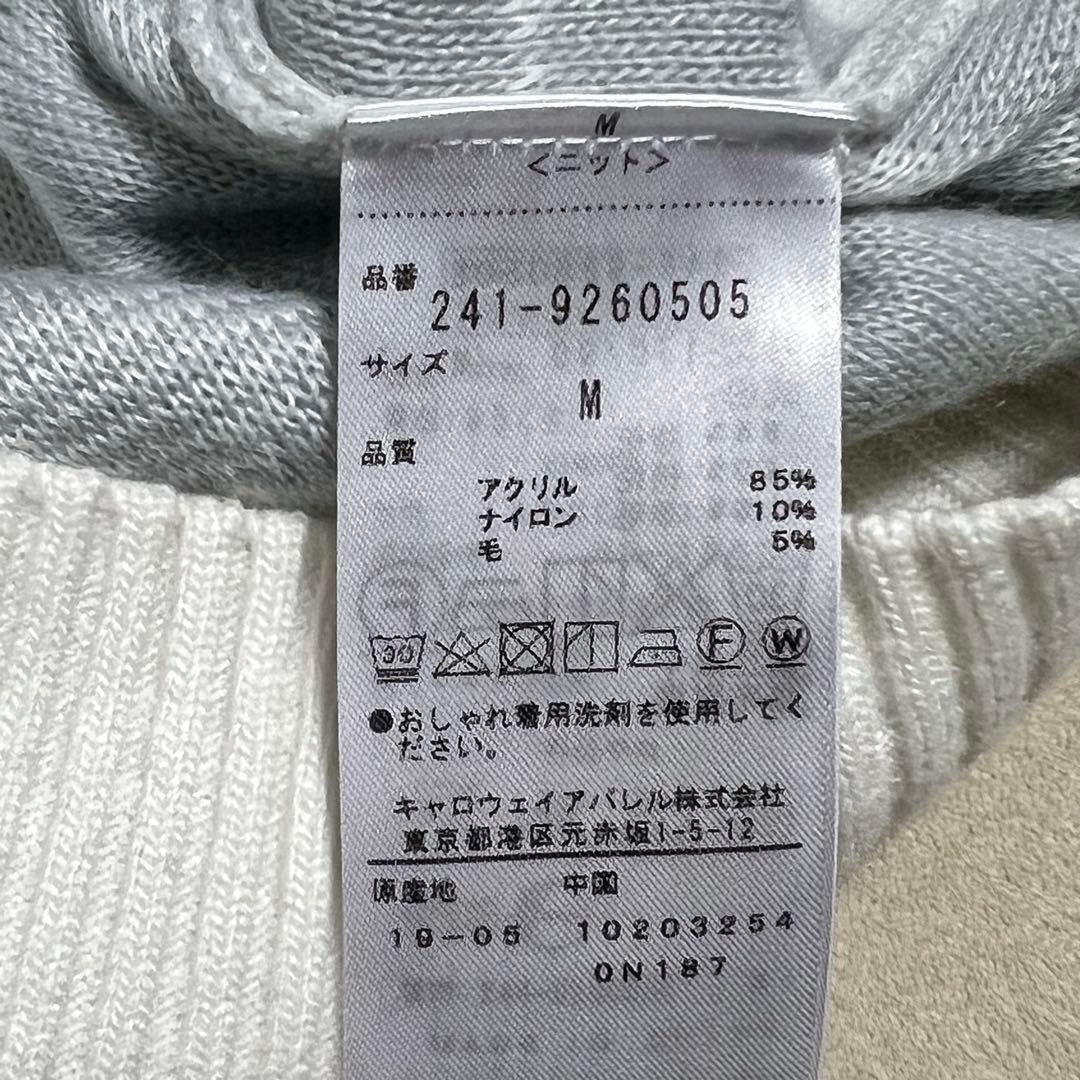 M
<ニット>
品番
241-9260505
サイズ
M
品質
アクリル 85%
ナイロン 10%
毛 5%
30 F W
●おしゃれ着用洗剤を使用してく
ださい。
キャロウェイアパレル株式会社
東京都港区元赤坂1-5-12
原産地 中国
19-05 10203254
0N187